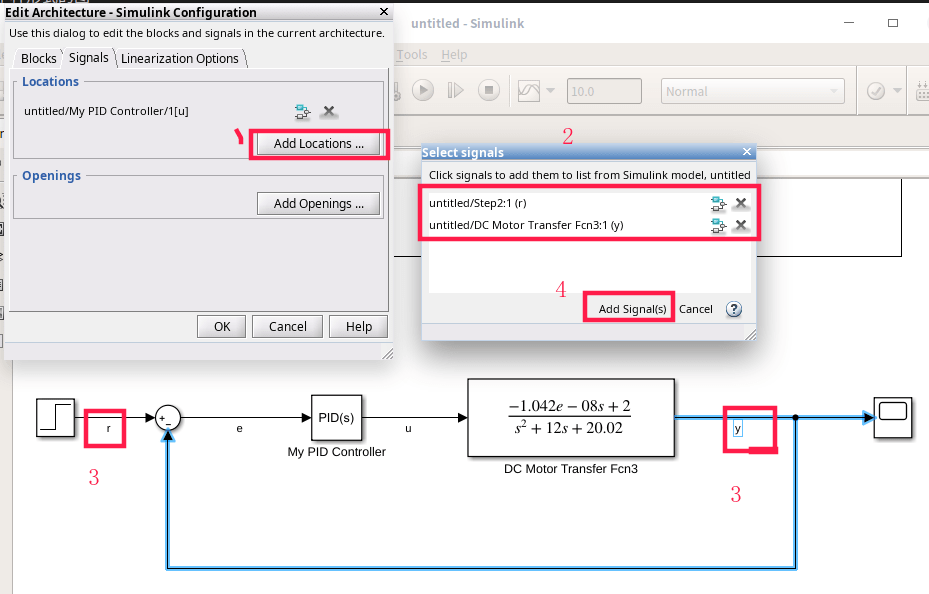 Edit Architecture - Simulink Configuration
Use this dialog to edit the blocks and signals in the current architecture.
Blocks Signals Linearization Options
Locations
untitled/My PID Controller/1[u]
1 Add Locations ...
Openings
Add Openings ...
OK Cancel Help
untitled - Simulink
Tools Help
10.0 Normal
2
Select signals
Click signals to add them to list from Simulink model, untitled
untitled/Step2:1 (r)
untitled/DC Motor Transfer Fcn3:1 (y)
4
Add Signal(s) Cancel ?
r
3
+
−
e
PID(s)
My PID Controller
u
−1.042e − 08s + 2
s² + 12s + 20.02
DC Motor Transfer Fcn3
y
3